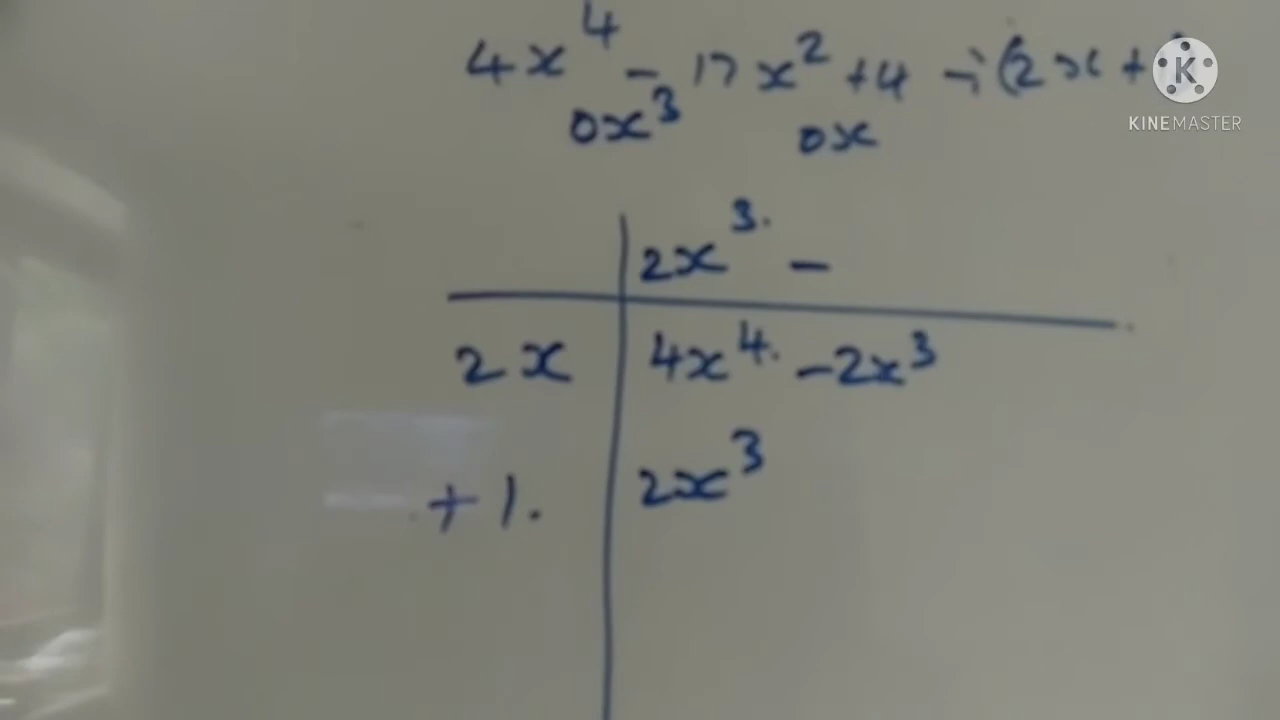 4x⁴ - 17x² + 4 ÷ (2x +
0x³ 0x
2x³ -
2x 4x⁴ -2x³
+1. 2x³
K
KINEMASTER